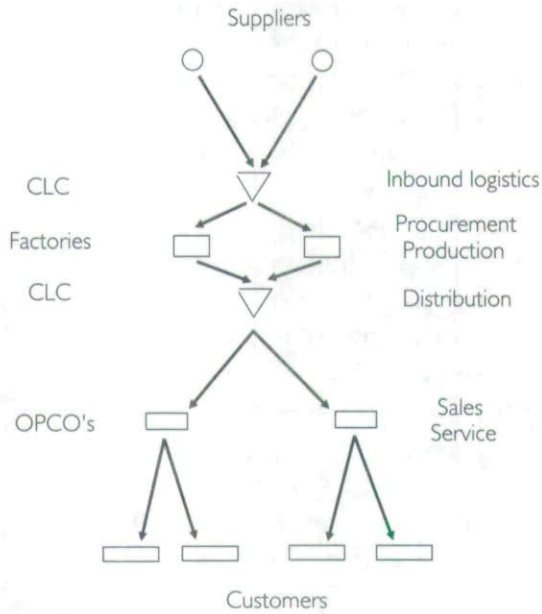 Suppliers
CLC
Inbound logistics
Factories
Procurement
Production
CLC
Distribution
OPCO's
Sales
Service
Customers